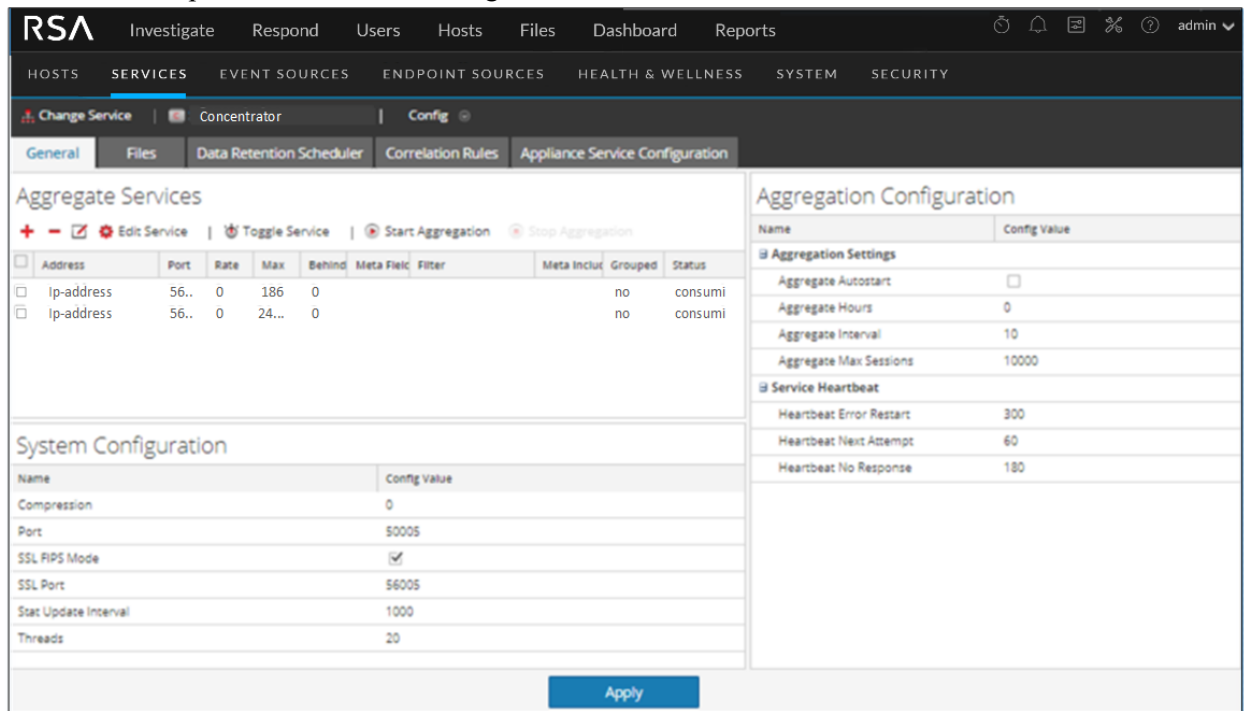 RSA Investigate Respond Users Hosts Files Dashboard Reports admin
HOSTS SERVICES EVENT SOURCES ENDPOINT SOURCES HEALTH & WELLNESS SYSTEM SECURITY
Change Service | Concentrator | Config
General Files Data Retention Scheduler Correlation Rules Appliance Service Configuration
Aggregate Services
+ − Edit Service | Toggle Service | Start Aggregation Stop Aggregation
Address Port Rate Max Behind Meta Field Filter Meta Includ Grouped Status
Ip-address 56.. 0 186 0 no consumi
Ip-address 56.. 0 24... 0 no consumi
System Configuration
Name Config Value
Compression 0
Port 50005
SSL FIPS Mode
SSL Port 56005
Stat Update Interval 1000
Threads 20
Aggregation Configuration
Name Config Value
Aggregation Settings
Aggregate Autostart
Aggregate Hours 0
Aggregate Interval 10
Aggregate Max Sessions 10000
Service Heartbeat
Heartbeat Error Restart 300
Heartbeat Next Attempt 60
Heartbeat No Response 180
Apply